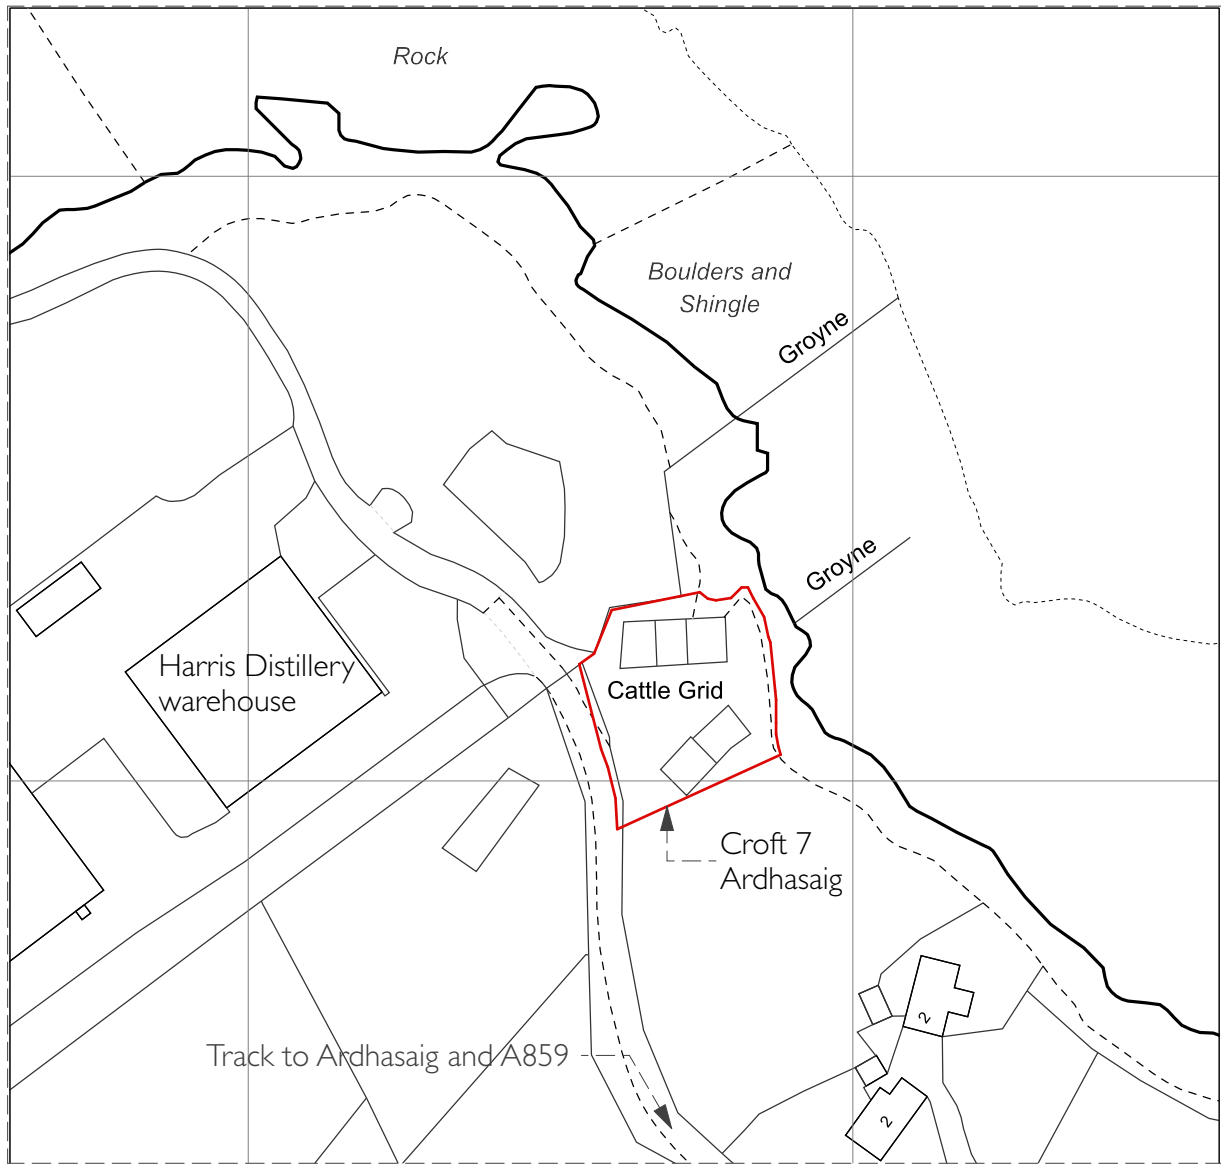 Rock
Boulders and
Shingle
Groyne
Groyne
Harris Distillery
warehouse
Cattle Grid
Croft 7
Ardhasaig
2
Track to Ardhasaig and A859
2